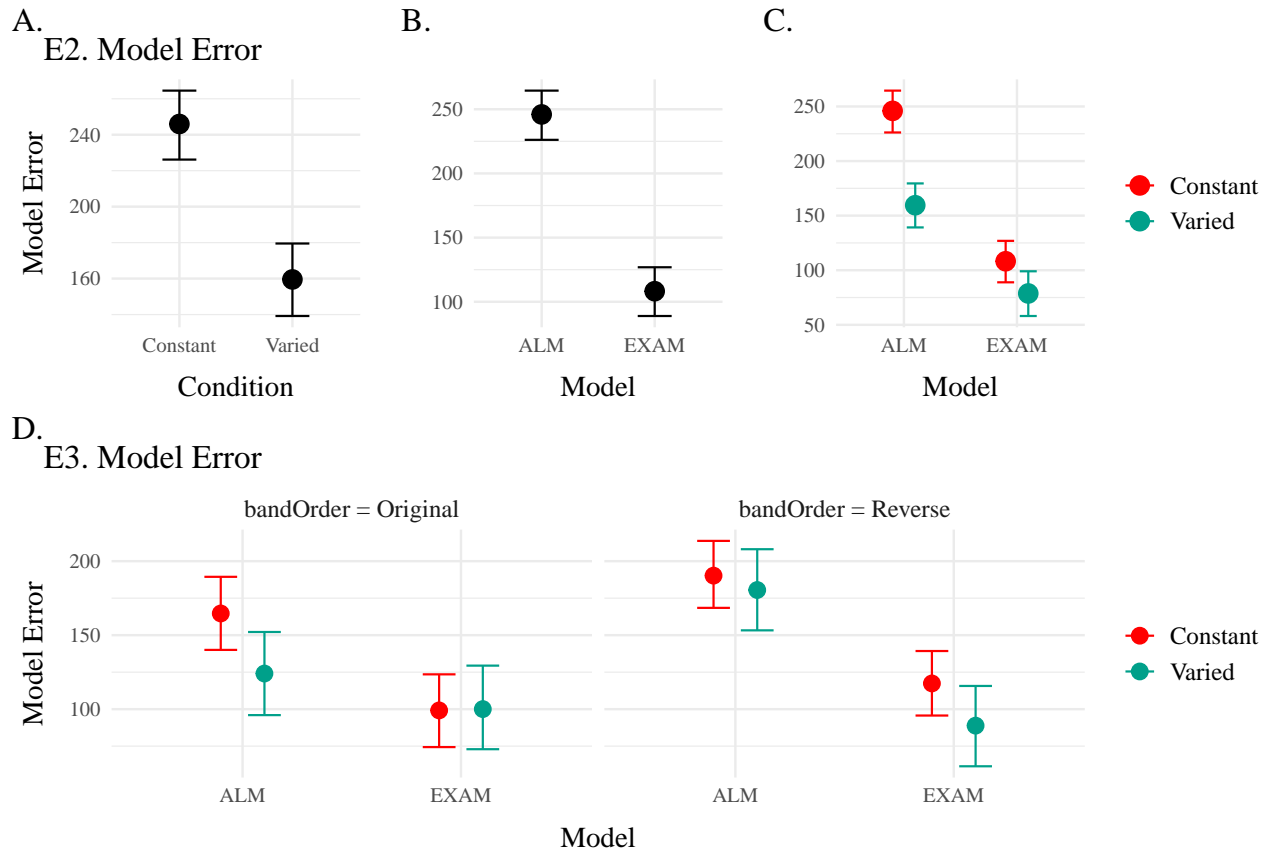 A.
E2. Model Error
Model Error
240
200
160
Constant Varied
Condition
B.
250
200
150
100
ALM EXAM
Model
C.
250
200
150
100
50
ALM EXAM
Model
Constant
Varied
D.
E3. Model Error
bandOrder = Original bandOrder = Reverse
Model Error
200
150
100
ALM EXAM ALM EXAM
Model
Constant
Varied